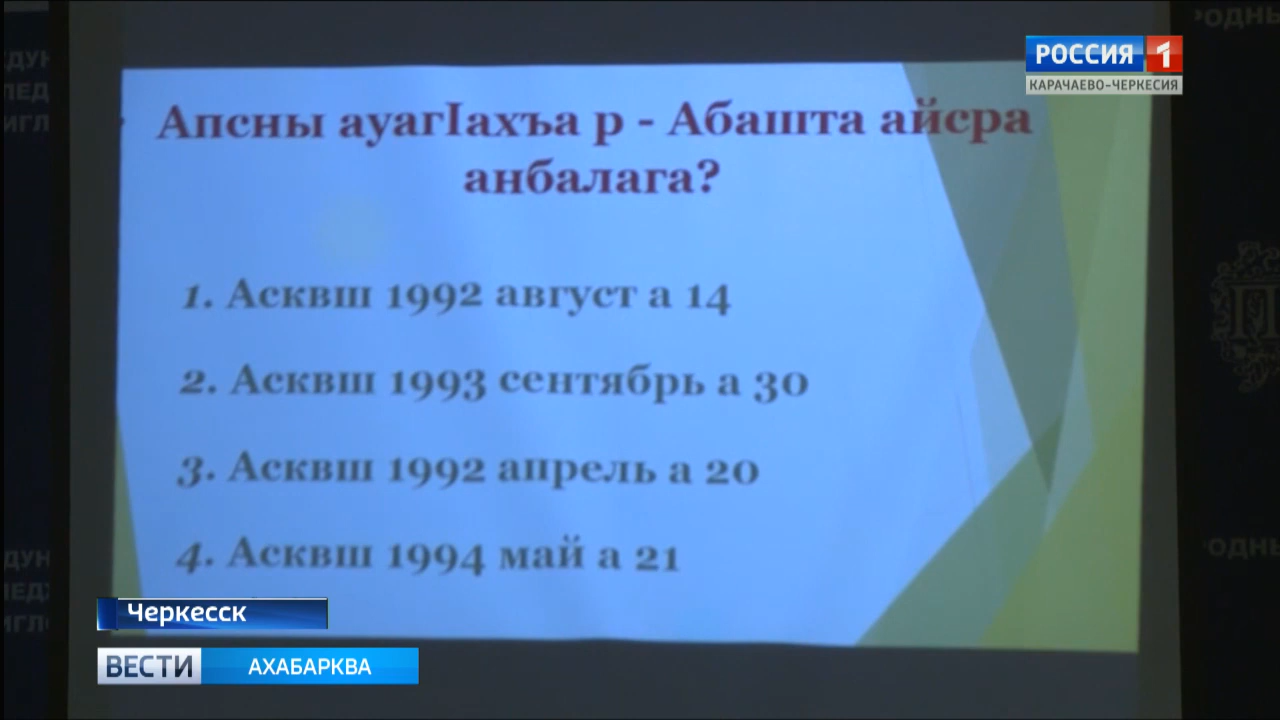 РОССИЯ 1
КАРАЧАЕВО-ЧЕРКЕСИЯ
Апсны ауагӏахъа р - Абашта айсра
анбалага?
1. Асквш 1992 август а 14
2. Асквш 1993 сентябрь а 30
3. Асквш 1992 апрель а 20
4. Асквш 1994 май а 21
Черкесск
ВЕСТИ АХАБАРКВА